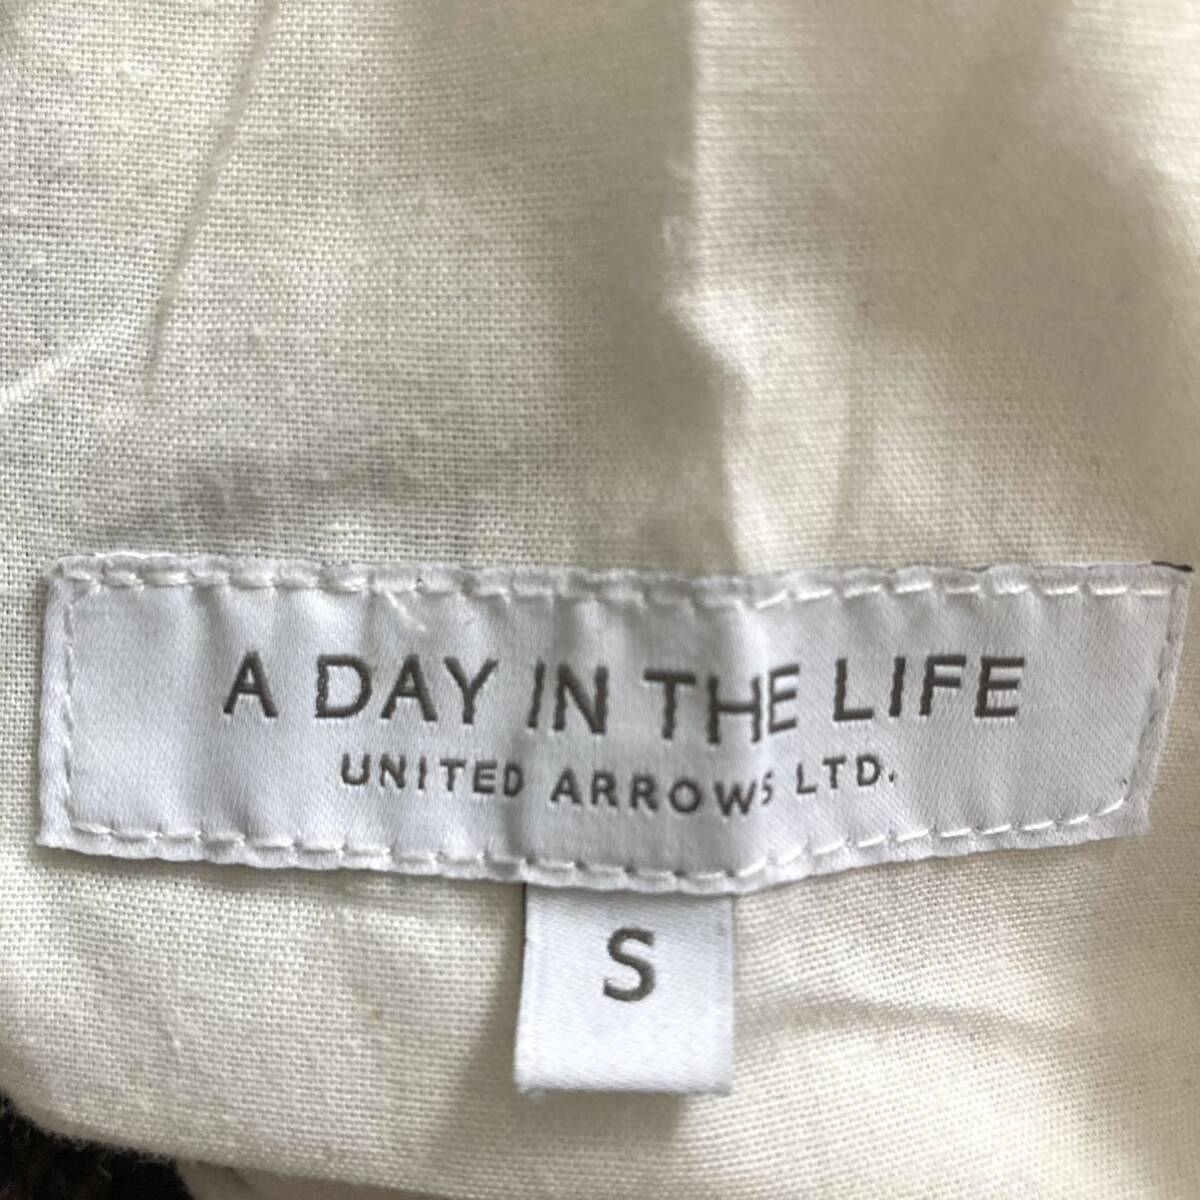 A DAY IN THE LIFE
UNITED ARROWS LTD.
S